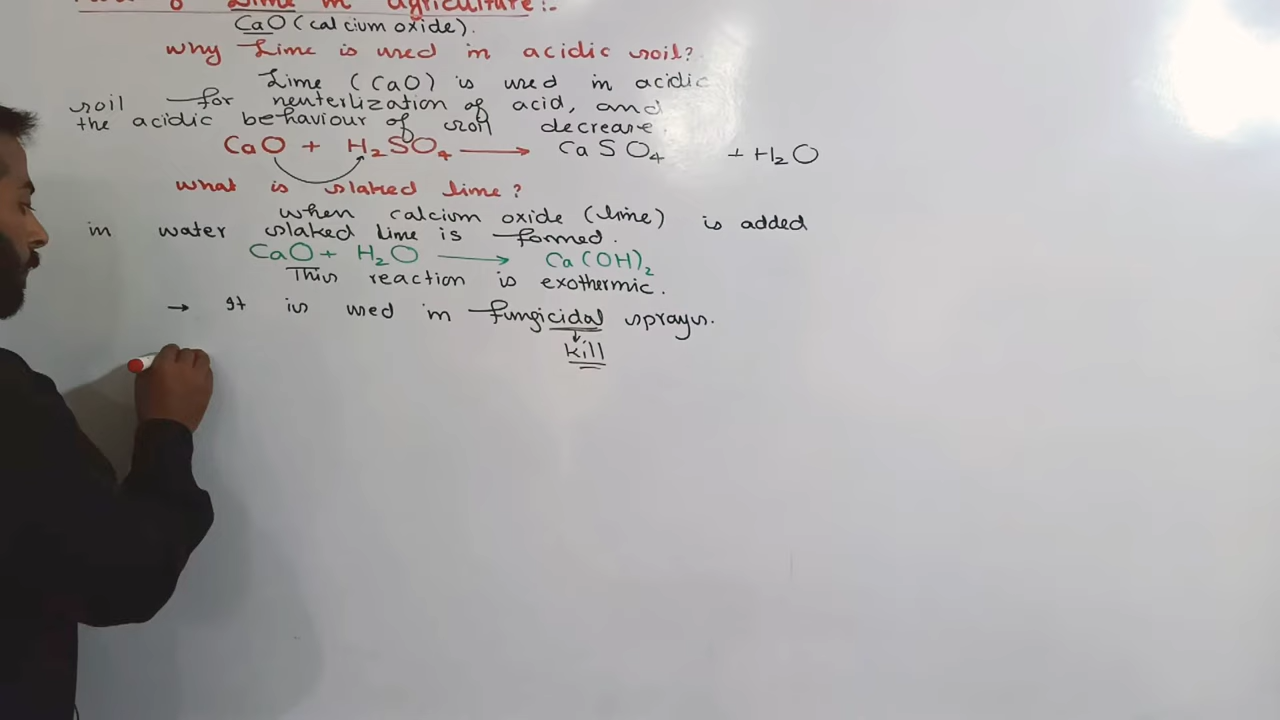 Lime in agriculture:-
CaO (calcium oxide).
Why Lime is used in acidic soil?
Lime (CaO) is used in acidic
soil for neuterlization of acid, and
the acidic behaviour of soil decrease.
CaO + H₂SO₄ → CaSO₄ + H₂O
What is slaked lime?
when calcium oxide (lime) is added
in water slaked lime is formed.
CaO + H₂O → Ca(OH)₂
This reaction is exothermic.
→ It is used in fungicidal sprays.
kill